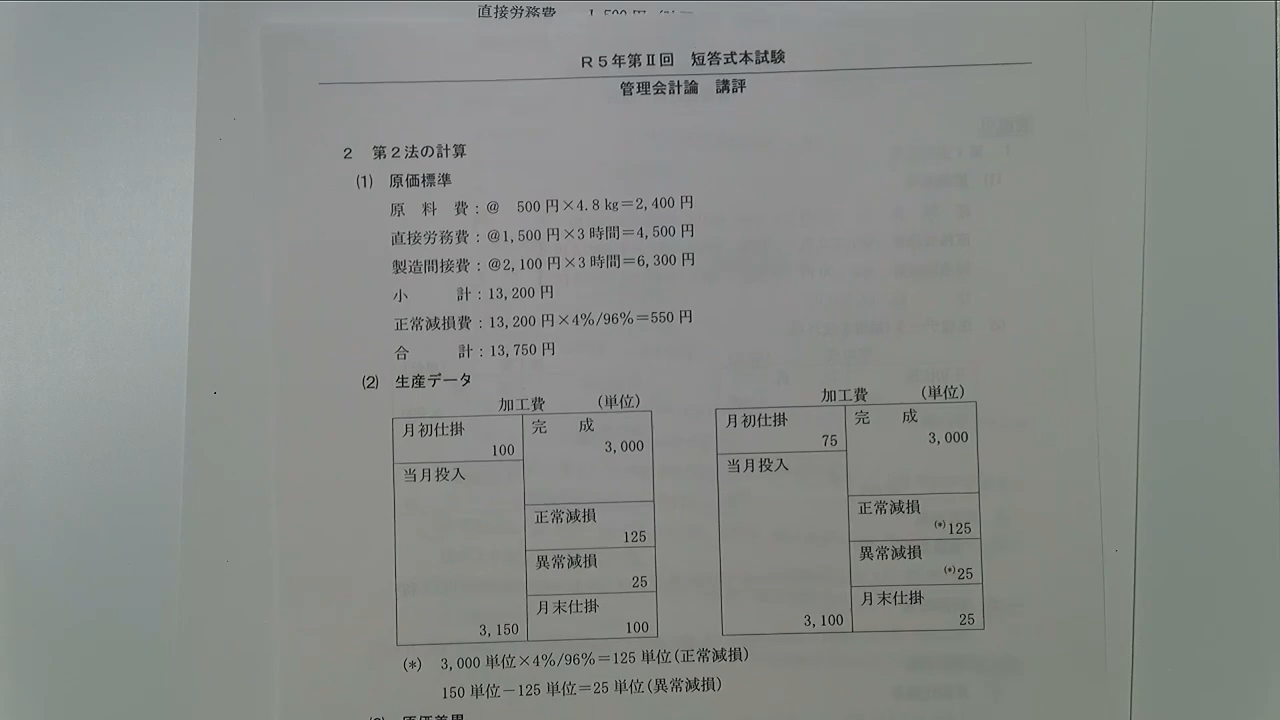 直接労務費
R5年第Ⅱ回 短答式本試験
管理会計論 講評
2 第2法の計算
(1) 原価標準
原料費：@ 500円×4.8kg＝2,400円
直接労務費：@1,500円×3時間＝4,500円
製造間接費：@2,100円×3時間＝6,300円
小計：13,200円
正常減損費：13,200円×4%/96%＝550円
合計：13,750円
(2) 生産データ
加工費 (単位)
月初仕掛
100
当月投入
3,150
完成
3,000
正常減損
125
異常減損
25
月末仕掛
100
加工費 (単位)
月初仕掛
75
当月投入
3,100
完成
3,000
正常減損
(*)125
異常減損
(*)25
月末仕掛
25
(*) 3,000単位×4%/96%＝125単位(正常減損)
150単位－125単位＝25単位(異常減損)